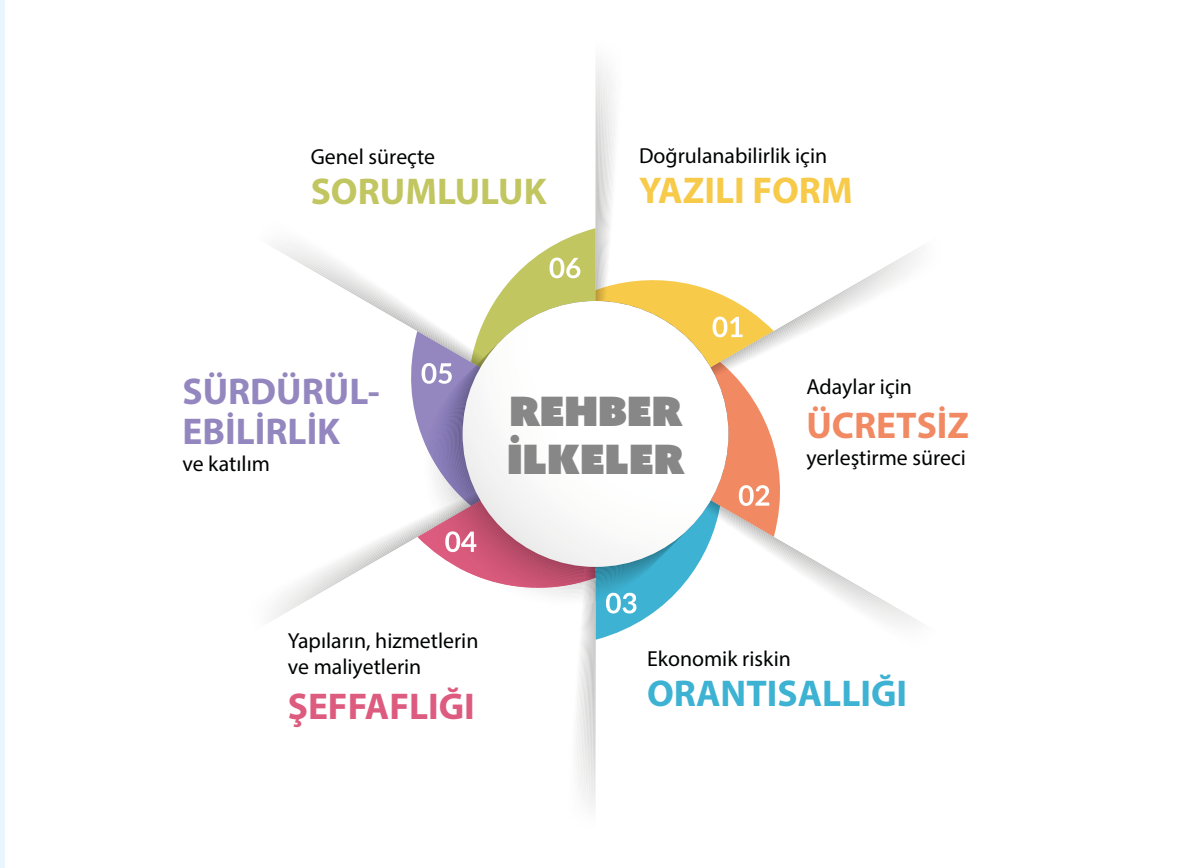 REHBER
İLKELER
01
Doğrulanabilirlik için
YAZILI FORM
02
Adaylar için
ÜCRETSİZ
yerleştirme süreci
03
Ekonomik riskin
ORANTISALLIĞI
04
Yapıların, hizmetlerin
ve maliyetlerin
ŞEFFAFLIĞI
05
SÜRDÜRÜL-
EBİLİRLİK
ve katılım
06
Genel süreçte
SORUMLULUK